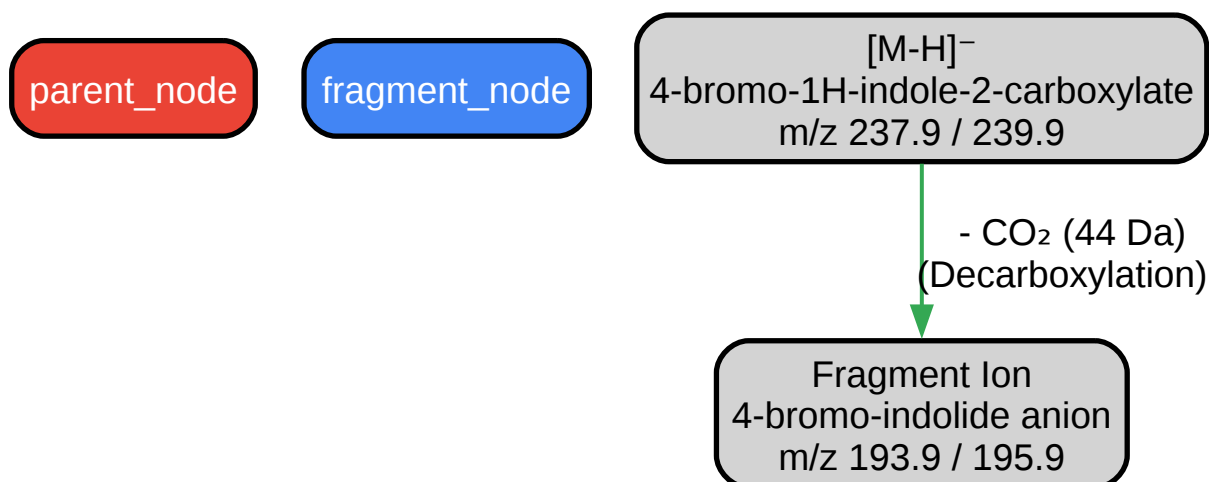 parent_node
fragment_node
[M-H]⁻
4-bromo-1H-indole-2-carboxylate
m/z 237.9 / 239.9
- CO₂ (44 Da)
(Decarboxylation)
Fragment Ion
4-bromo-indolide anion
m/z 193.9 / 195.9